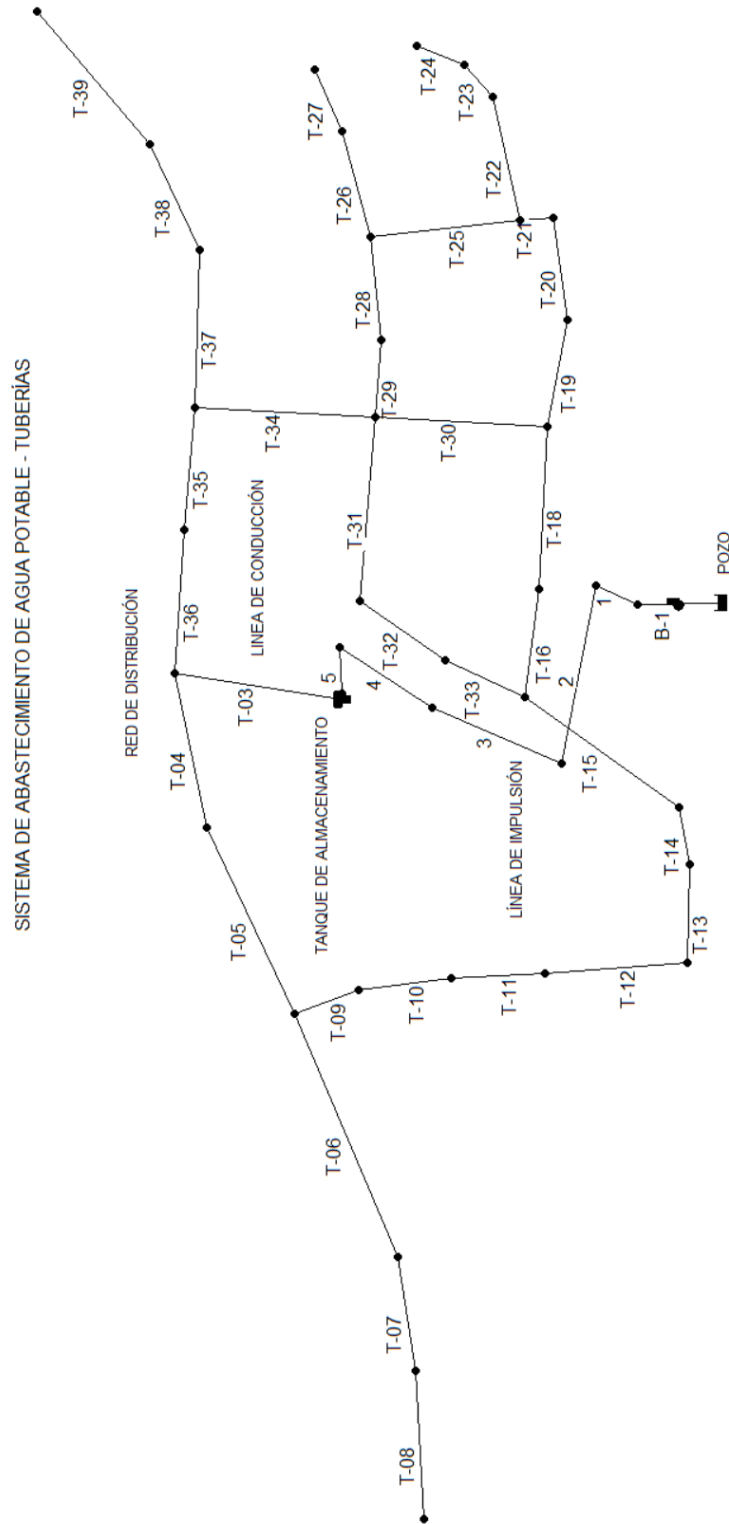 SISTEMA DE ABASTECIMIENTO DE AGUA POTABLE - TUBERÍAS
RED DE DISTRIBUCIÓN
LINEA DE CONDUCCIÓN
TANQUE DE ALMACENAMIENTO
LÍNEA DE IMPULSIÓN
POZO
T-08
T-07
T-06
T-05
T-04
T-03
T-36
T-35
T-37
T-38
T-39
T-34
T-09
T-10
T-11
T-12
T-13
T-14
T-15
T-16
T-18
T-19
T-20
T-21
T-22
T-23
T-24
T-25
T-26
T-27
T-28
T-29
T-30
T-31
T-32
T-33
5
4
3
2
1
B-1